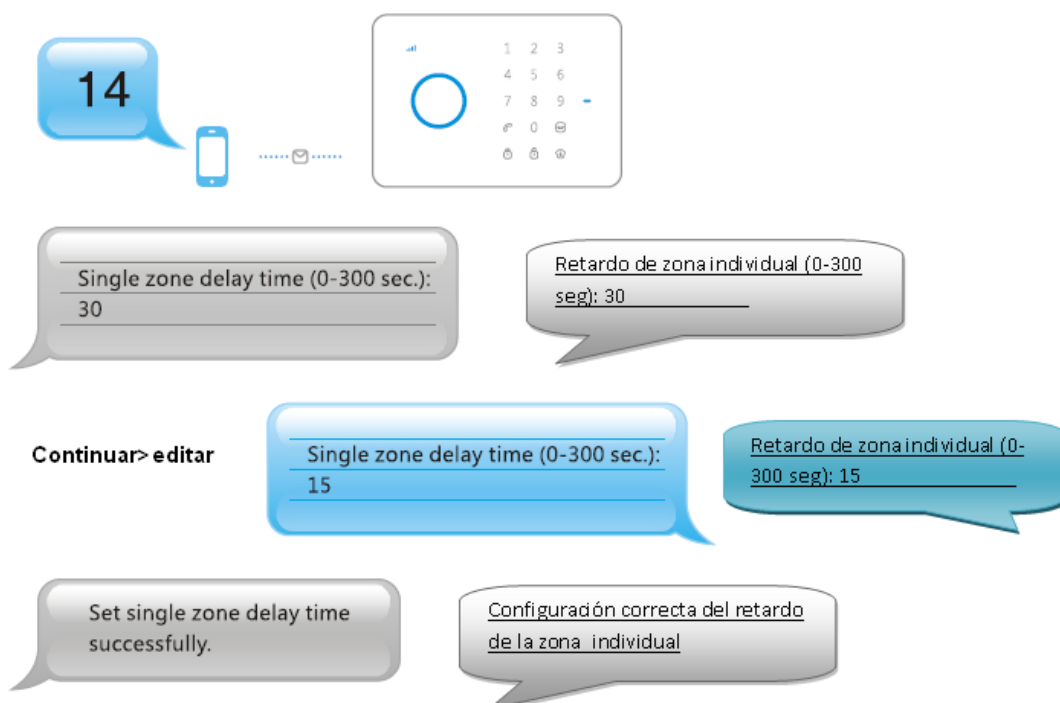 14
1 2 3
4 5 6
7 8 9
0
Single zone delay time (0-300 sec.):
30
Retardo de zona individual (0-300
seg): 30
Continuar> editar
Single zone delay time (0-300 sec.):
15
Retardo de zona individual (0-
300 seg): 15
Set single zone delay time
successfully.
Configuración correcta del retardo
de la zona individual